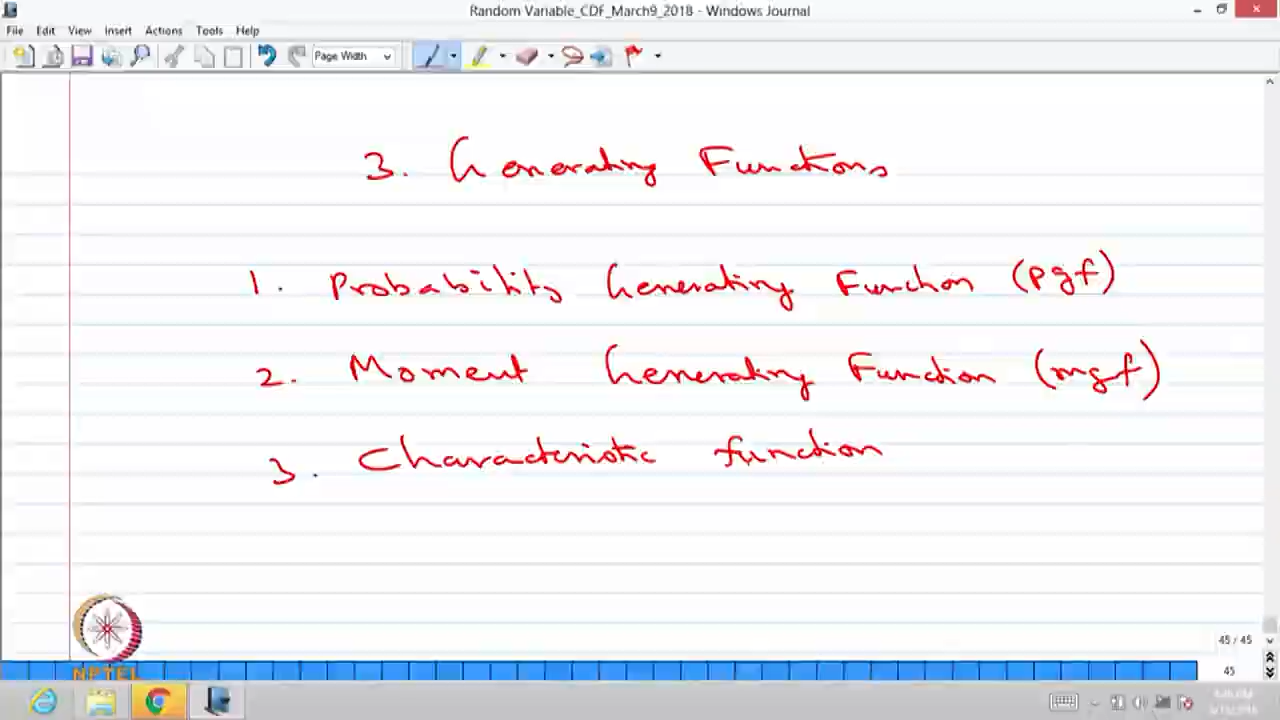 Random Variable_CDF_March9_2018 - Windows Journal
File Edit View Insert Actions Tools Help
Page Width
3. Generating Functions
1. Probability Generating Function (pgf)
2. Moment Generating Function (mgf)
3. Characteristic function
45 / 45
NPTEL
45